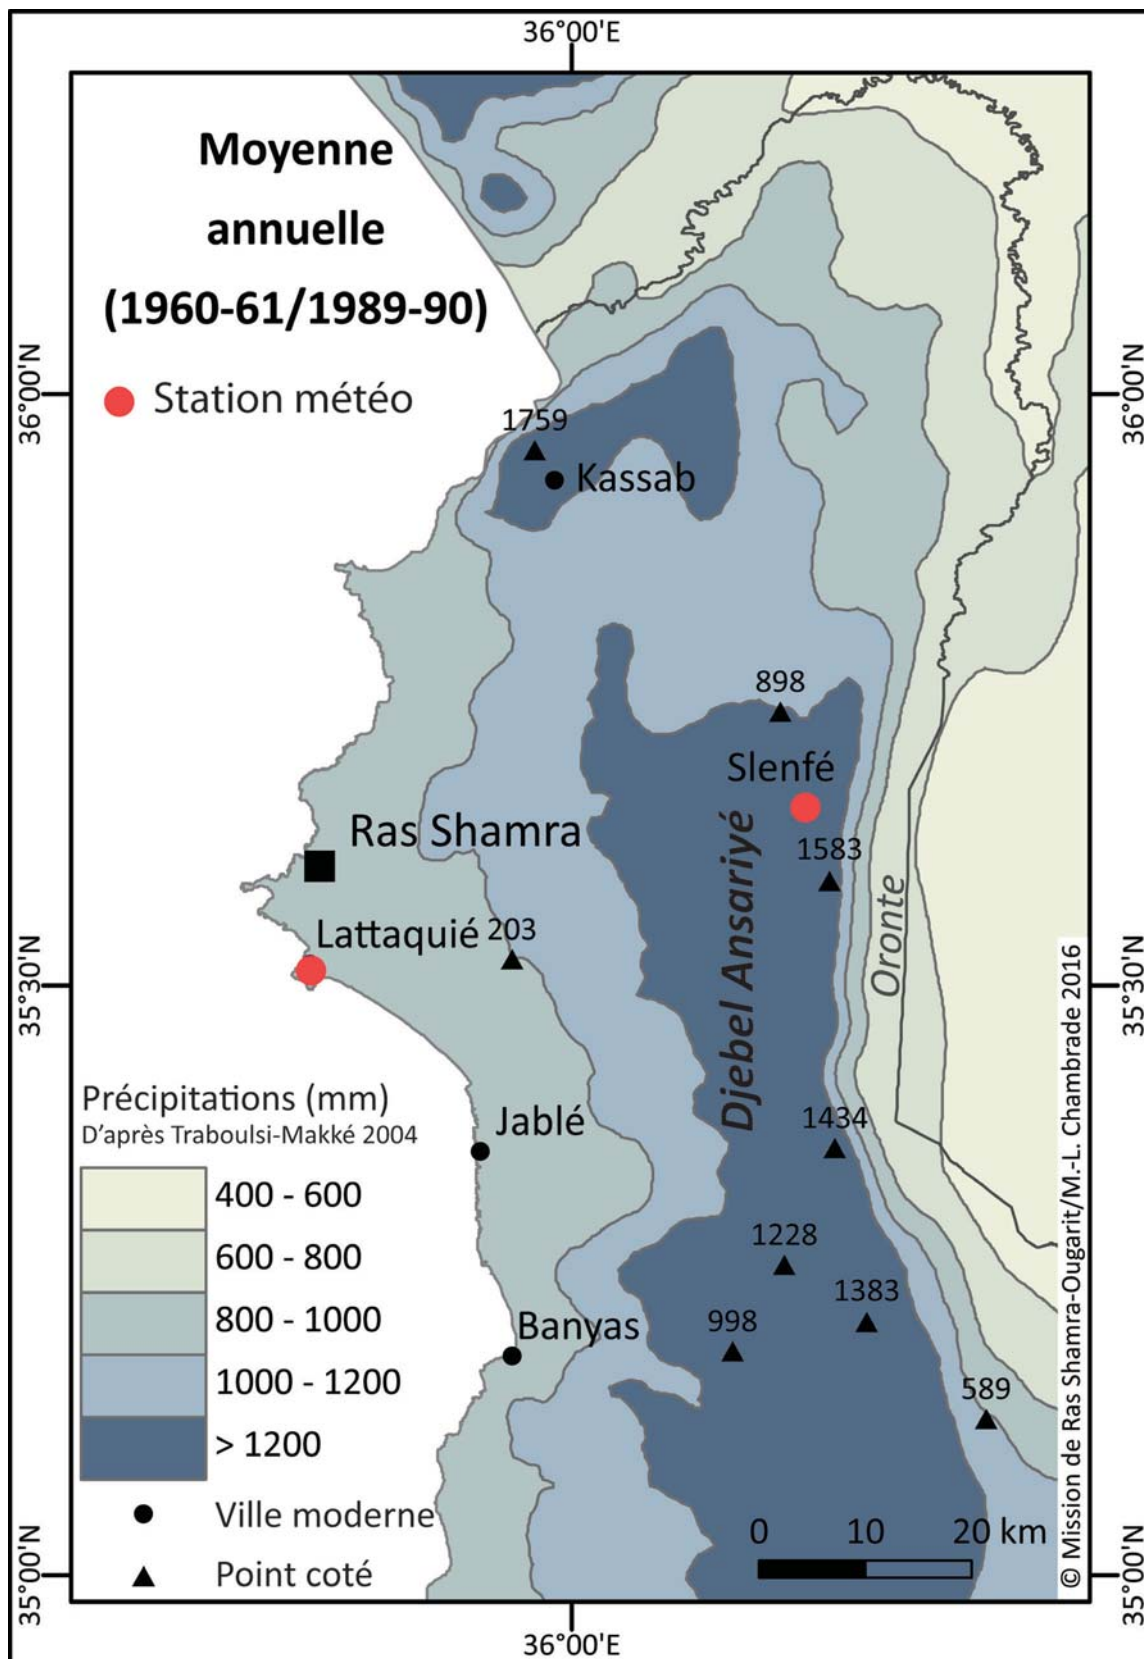 36°00'E
Moyenne
annuelle
(1960-61/1989-90)
Station météo
36°00'N
36°00'N
1759
Kassab
898
Slenfé
Ras Shamra
1583
Djebel Ansariyé
Oronte
Lattaquié
203
35°30'N
35°30'N
Précipitations (mm)
D'après Traboulsi-Makké 2004
400 - 600
600 - 800
800 - 1000
1000 - 1200
> 1200
Ville moderne
Point coté
Jablé
1434
1228
1383
Banyas
998
589
0 10 20 km
© Mission de Ras Shamra-Ougarit/M.-L. Chambrade 2016
35°00'N
35°00'N
36°00'E